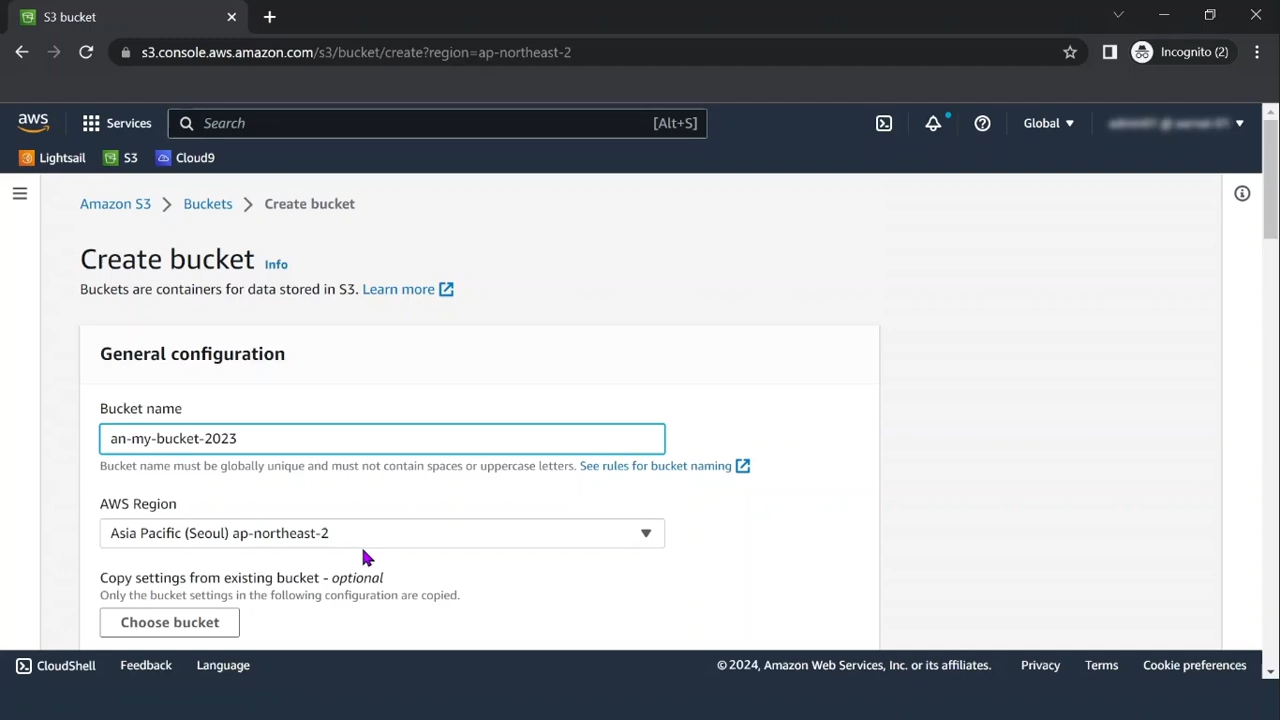 S3 bucket
s3.console.aws.amazon.com/s3/bucket/create?region=ap-northeast-2
Incognito (2)
aws
Services
Search
[Alt+S]
Global
Lightsail
S3
Cloud9
Amazon S3
Buckets
Create bucket
Create bucket Info
Buckets are containers for data stored in S3. Learn more
General configuration
Bucket name
an-my-bucket-2023
Bucket name must be globally unique and must not contain spaces or uppercase letters. See rules for bucket naming
AWS Region
Asia Pacific (Seoul) ap-northeast-2
Copy settings from existing bucket - optional
Only the bucket settings in the following configuration are copied.
Choose bucket
CloudShell
Feedback
Language
© 2024, Amazon Web Services, Inc. or its affiliates.
Privacy
Terms
Cookie preferences